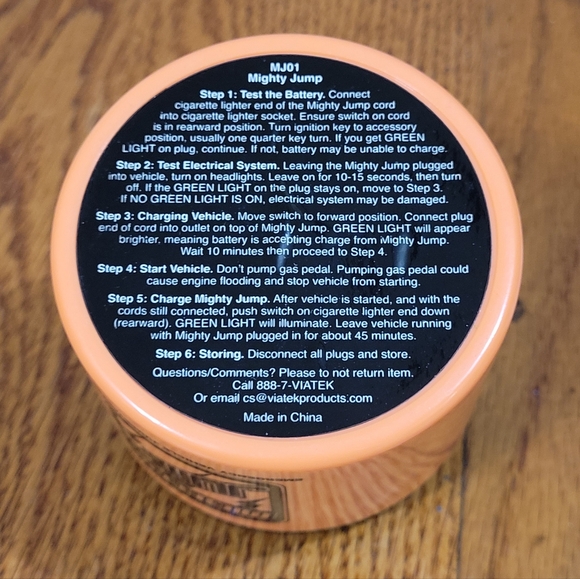 MJ01
Mighty Jump
Step 1: Test the Battery. Connect
cigarette lighter end of the Mighty Jump cord
into cigarette lighter socket. Ensure switch on cord
is in rearward position. Turn ignition key to accessory
position, usually one quarter key turn. If you get GREEN
LIGHT on plug, continue. If not, battery may be unable to charge.
Step 2: Test Electrical System. Leaving the Mighty Jump plugged
into vehicle, turn on headlights. Leave on for 10-15 seconds, then turn
off. If the GREEN LIGHT on the plug stays on, move to Step 3.
If NO GREEN LIGHT IS ON, electrical system may be damaged.
Step 3: Charging Vehicle. Move switch to forward position. Connect plug
end of cord into outlet on top of Mighty Jump. GREEN LIGHT will appear
brighter, meaning battery is accepting charge from Mighty Jump.
Wait 10 minutes then proceed to Step 4.
Step 4: Start Vehicle. Don't pump gas pedal. Pumping gas pedal could
cause engine flooding and stop vehicle from starting.
Step 5: Charge Mighty Jump. After vehicle is started, and with the
cords still connected, push switch on cigarette lighter end down
(rearward). GREEN LIGHT will illuminate. Leave vehicle running
with Mighty Jump plugged in for about 45 minutes.
Step 6: Storing. Disconnect all plugs and store.
Questions/Comments? Please to not return item.
Call 888-7-VIATEK
Or email cs@viatekproducts.com
Made in China